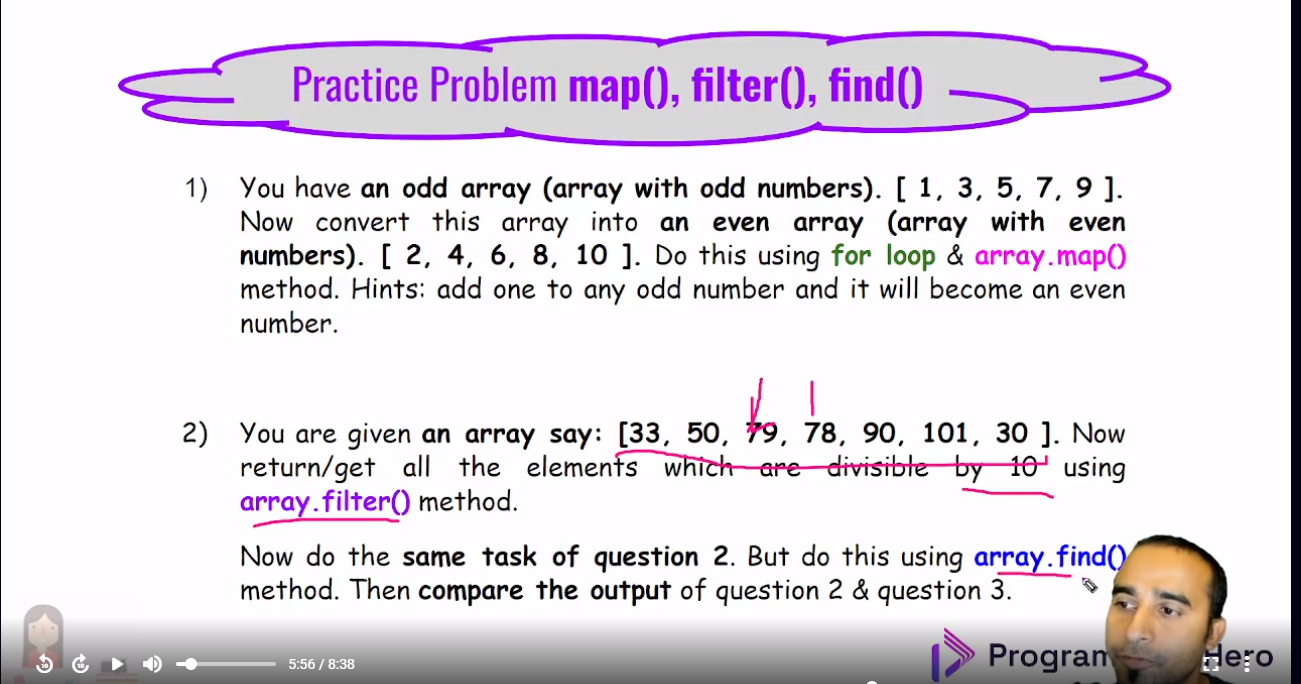 Practice Problem map(), filter(), find()
1) You have an odd array (array with odd numbers). [ 1, 3, 5, 7, 9 ].
Now convert this array into an even array (array with even
numbers). [ 2, 4, 6, 8, 10 ]. Do this using for loop & array.map()
method. Hints: add one to any odd number and it will become an even
number.
2) You are given an array say: [33, 50, 79, 78, 90, 101, 30 ]. Now
return/get all the elements which are divisible by 10 using
array.filter() method.
Now do the same task of question 2. But do this using array.find()
method. Then compare the output of question 2 & question 3.
5:56 / 8:38